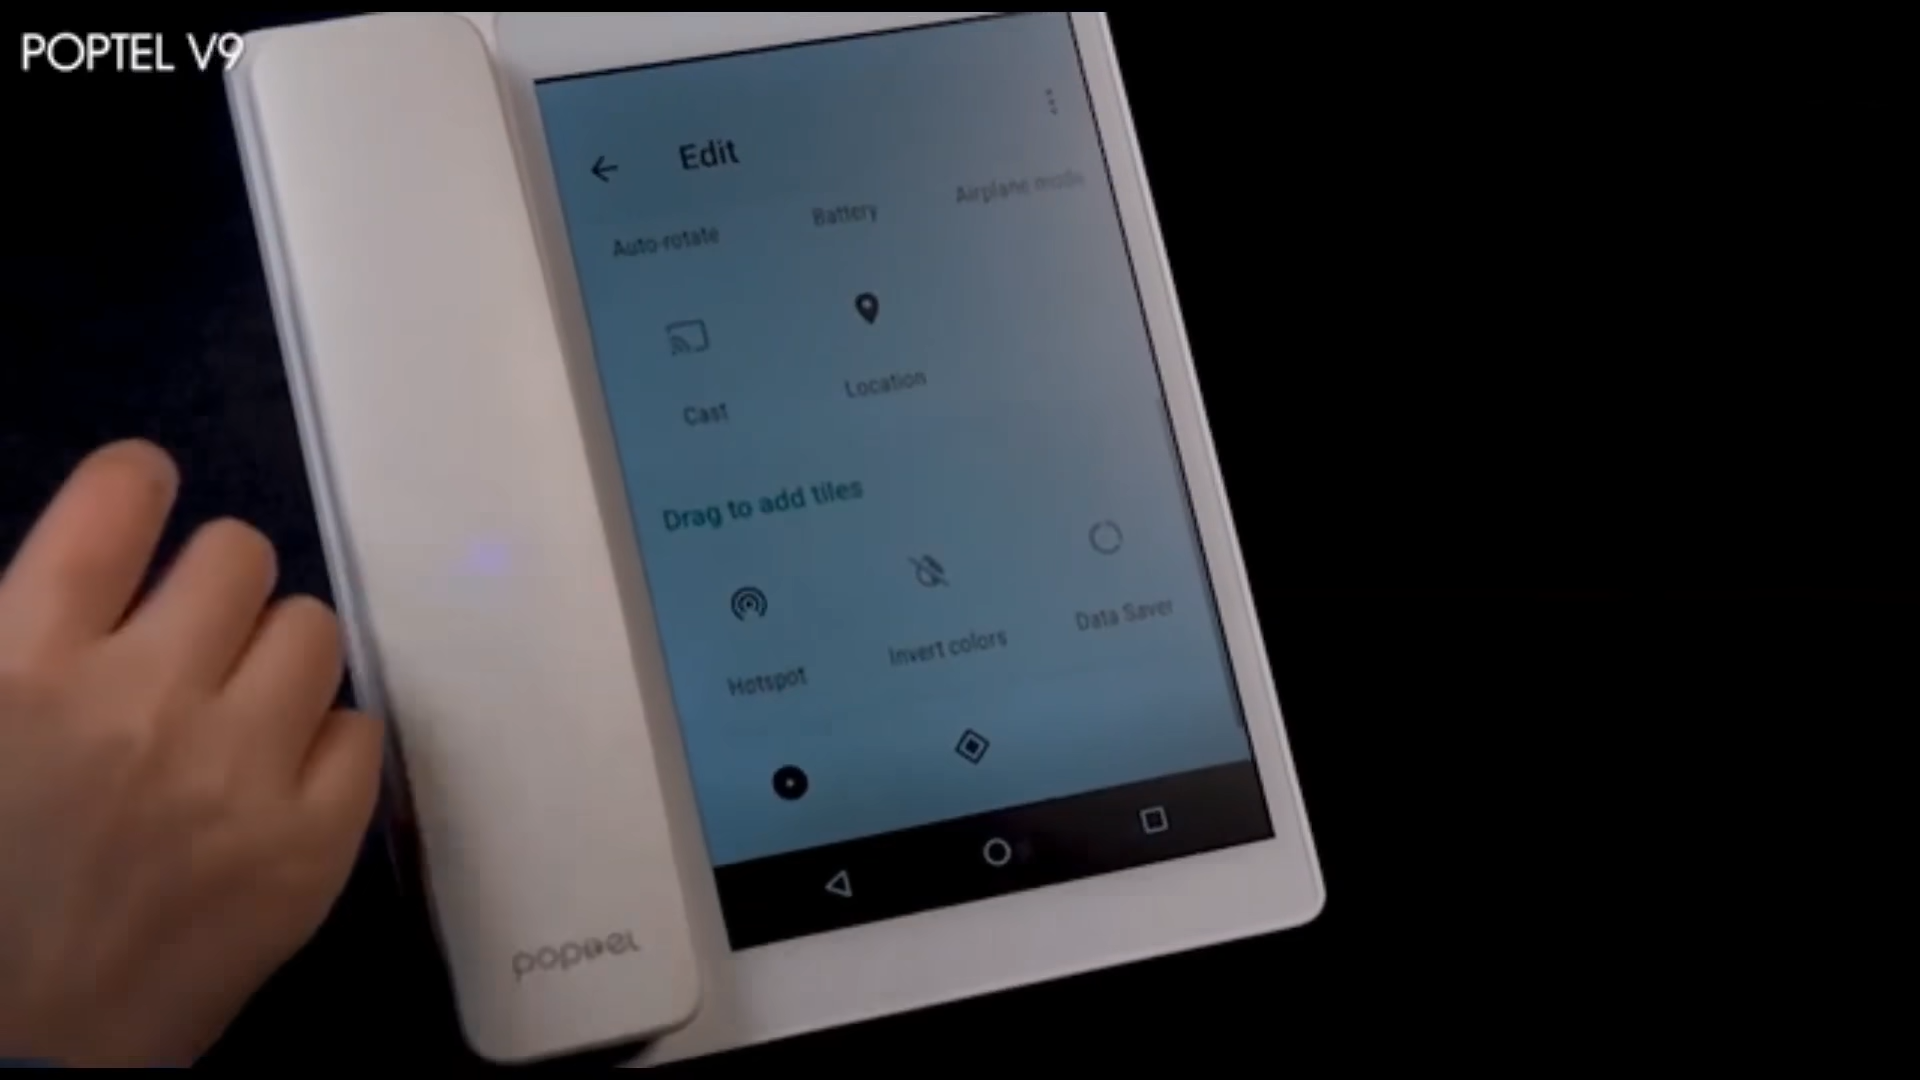 POPTEL V9
Edit
Auto-rotate Battery Airplane mode
Cast Location
Drag to add tiles
Hotspot Invert colors Data Saver
poptel